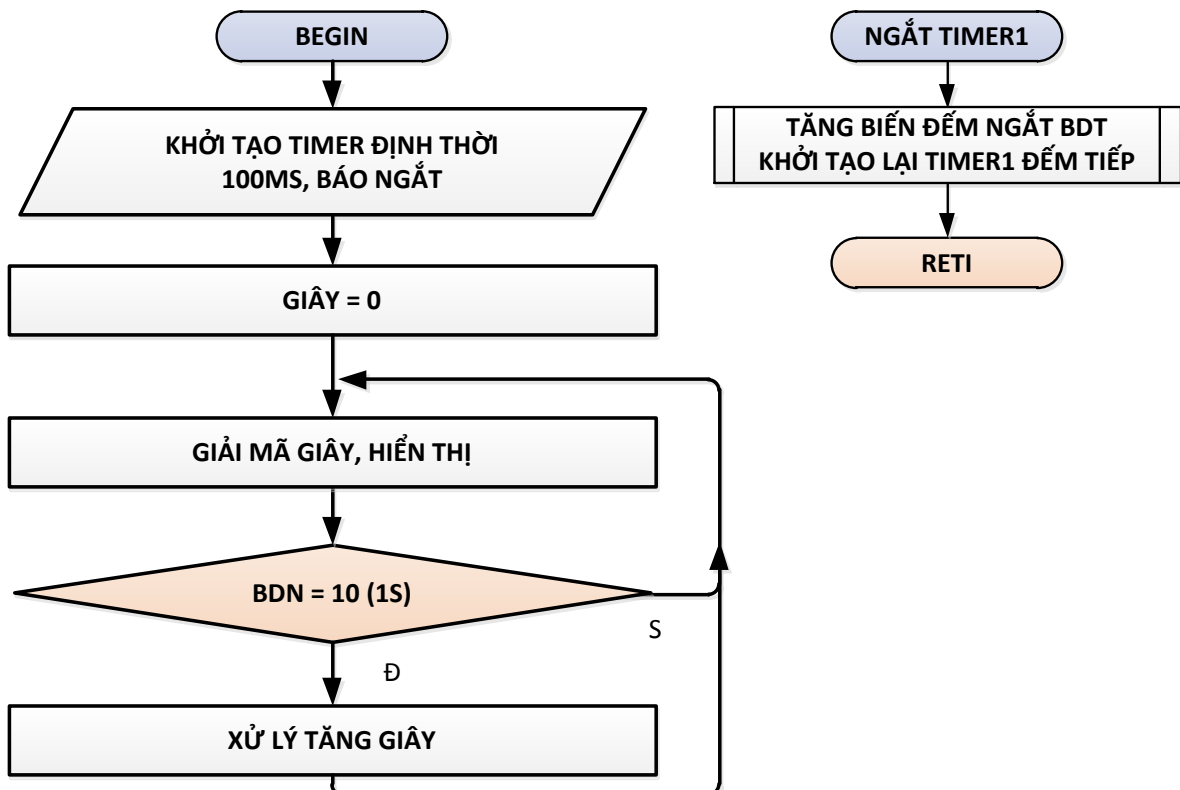 BEGIN
KHỞI TẠO TIMER ĐỊNH THỜI
100MS, BÁO NGẮT
GIÂY = 0
GIẢI MÃ GIÂY, HIỂN THỊ
BDN = 10 (1S)
S
Đ
XỬ LÝ TĂNG GIÂY
NGẮT TIMER1
TĂNG BIẾN ĐẾM NGẮT BDT
KHỞI TẠO LẠI TIMER1 ĐẾM TIẾP
RETI